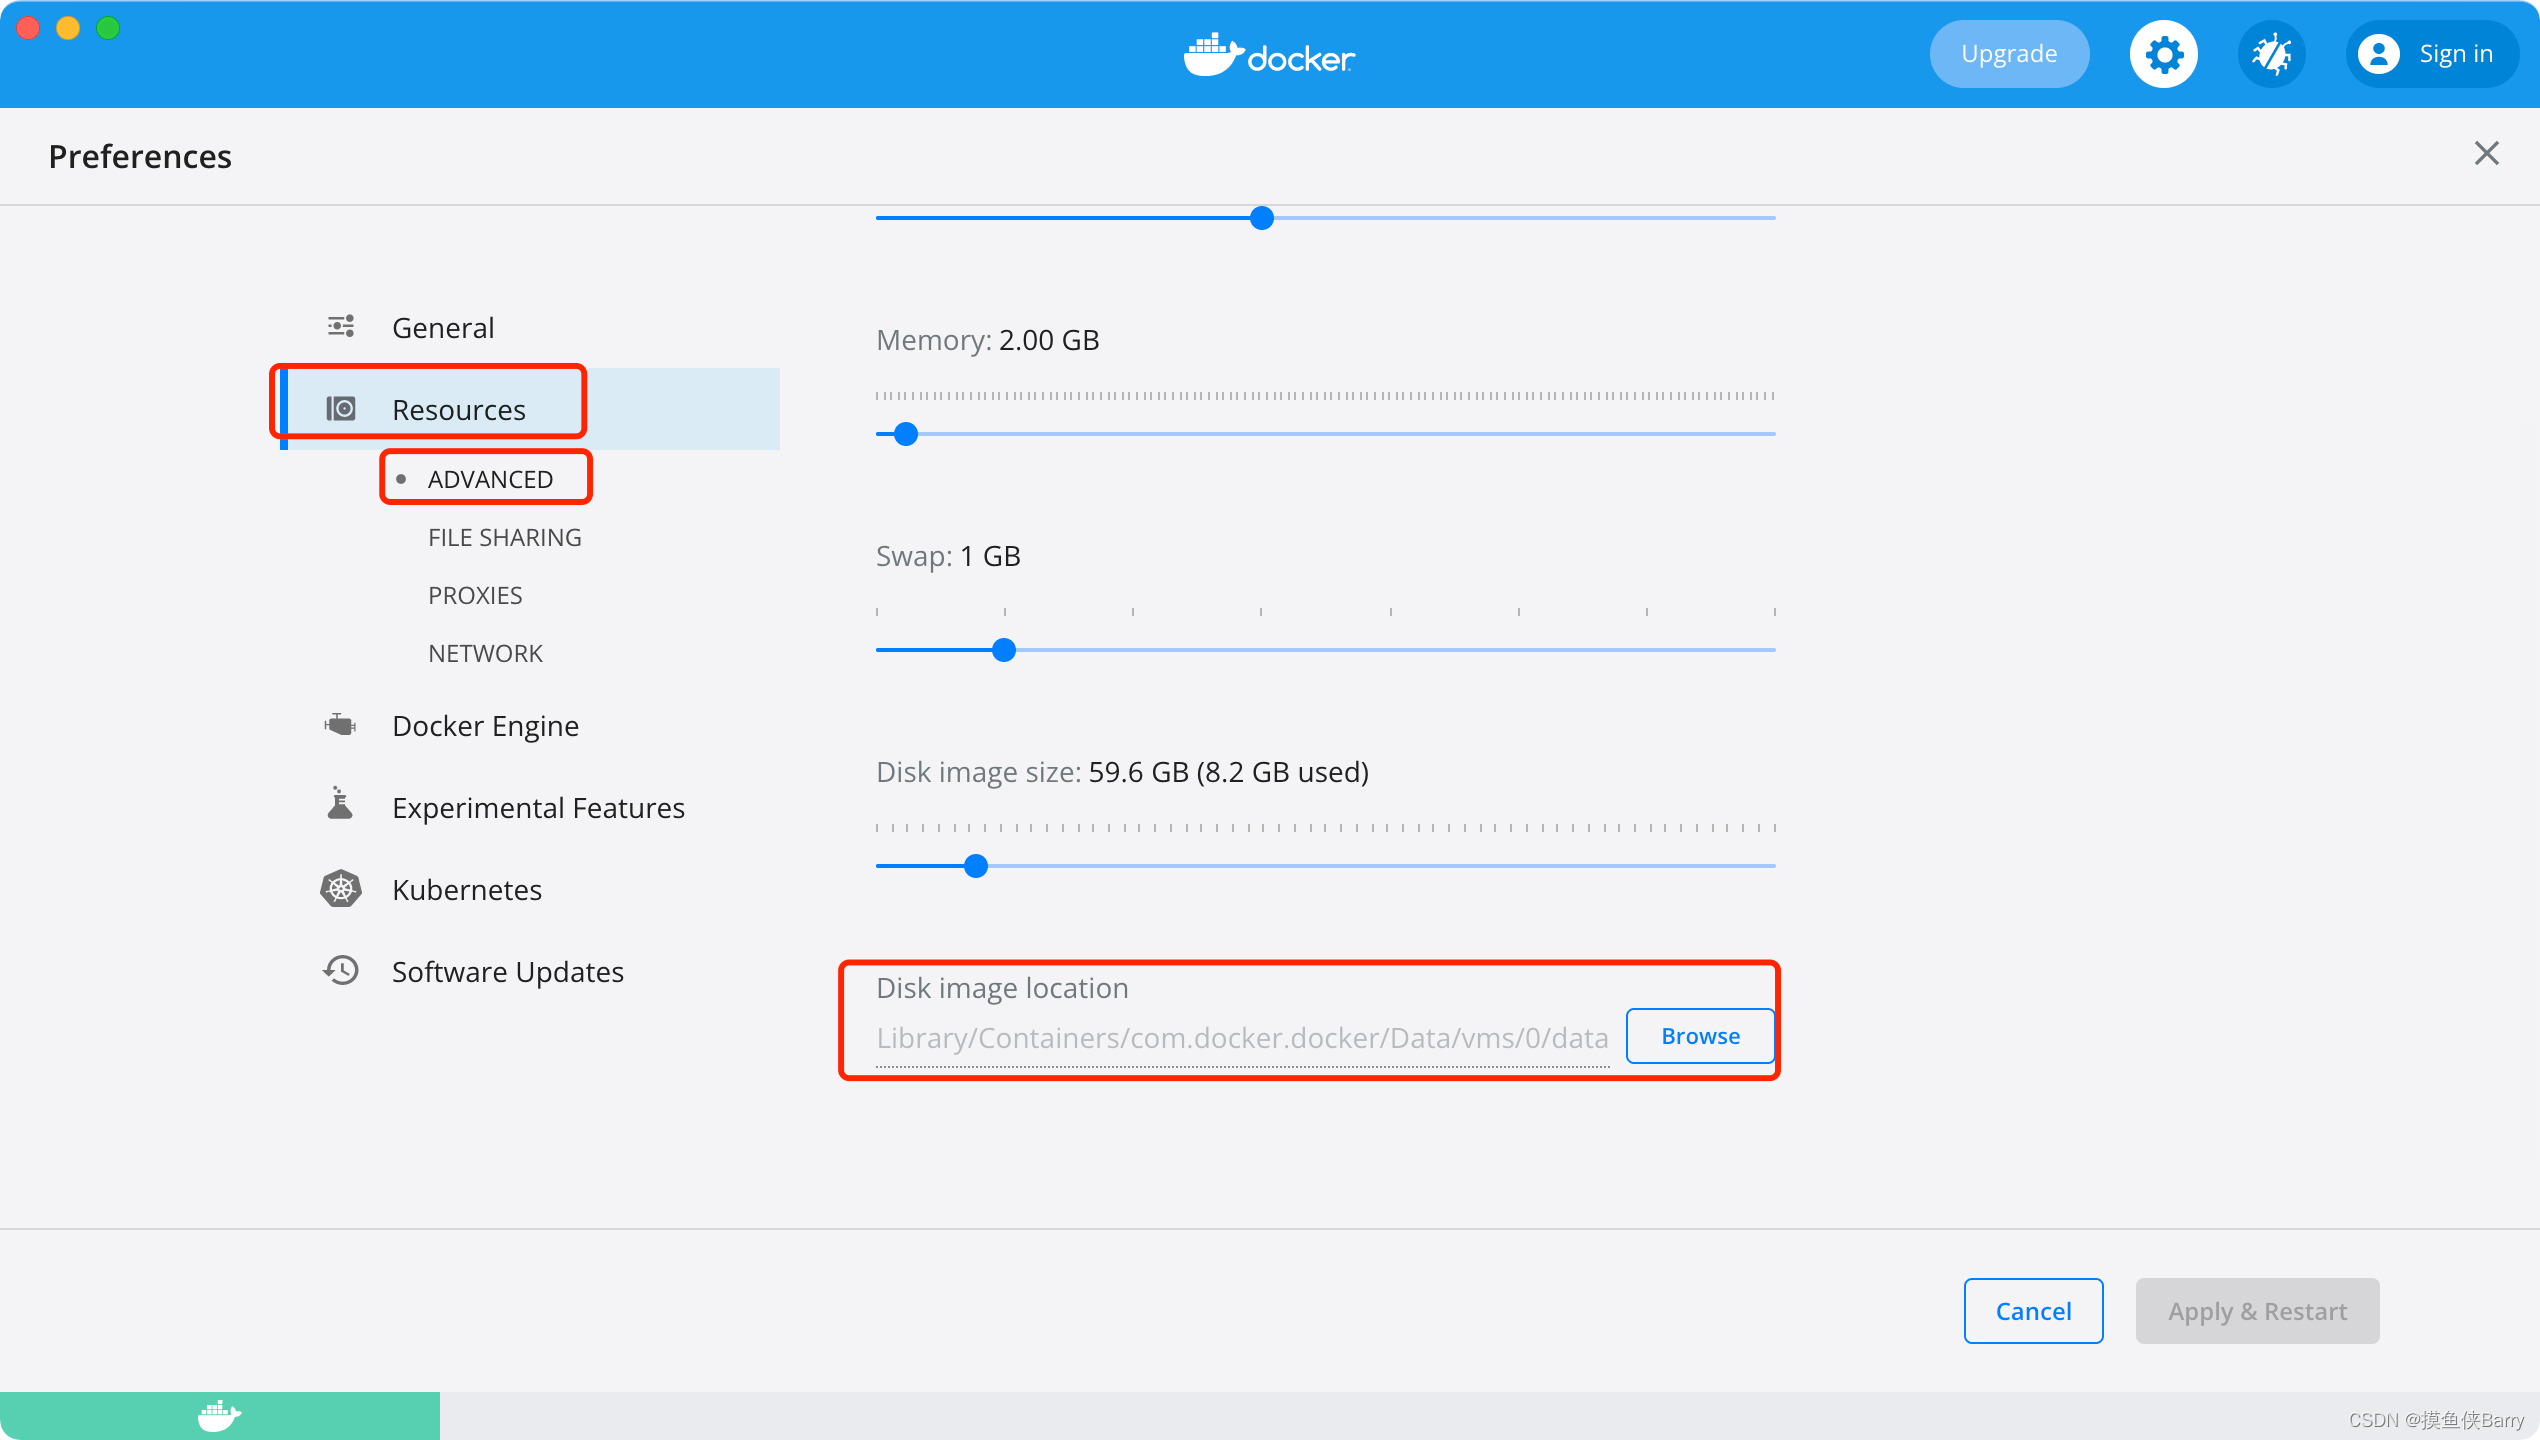 docker
Upgrade
Sign in
Preferences
General
Resources
ADVANCED
FILE SHARING
PROXIES
NETWORK
Docker Engine
Experimental Features
Kubernetes
Software Updates
Memory: 2.00 GB
Swap: 1 GB
Disk image size: 59.6 GB (8.2 GB used)
Disk image location
Library/Containers/com.docker.docker/Data/vms/0/data
Browse
Cancel
Apply & Restart
CSDN @摸鱼侠Barry